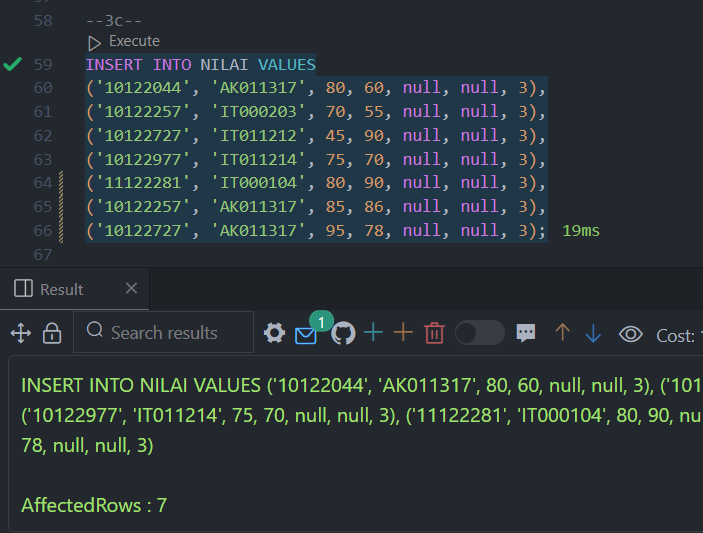 58 --3c--
Execute
59 INSERT INTO NILAI VALUES
60 ('10122044', 'AK011317', 80, 60, null, null, 3),
61 ('10122257', 'IT000203', 70, 55, null, null, 3),
62 ('10122727', 'IT011212', 45, 90, null, null, 3),
63 ('10122977', 'IT011214', 75, 70, null, null, 3),
64 ('11122281', 'IT000104', 80, 90, null, null, 3),
65 ('10122257', 'AK011317', 85, 86, null, null, 3),
66 ('10122727', 'AK011317', 95, 78, null, null, 3); 19ms
67
Result
Search results 1 Cost:
INSERT INTO NILAI VALUES ('10122044', 'AK011317', 80, 60, null, null, 3), ('101
('10122977', 'IT011214', 75, 70, null, null, 3), ('11122281', 'IT000104', 80, 90, nu
78, null, null, 3)
AffectedRows : 7